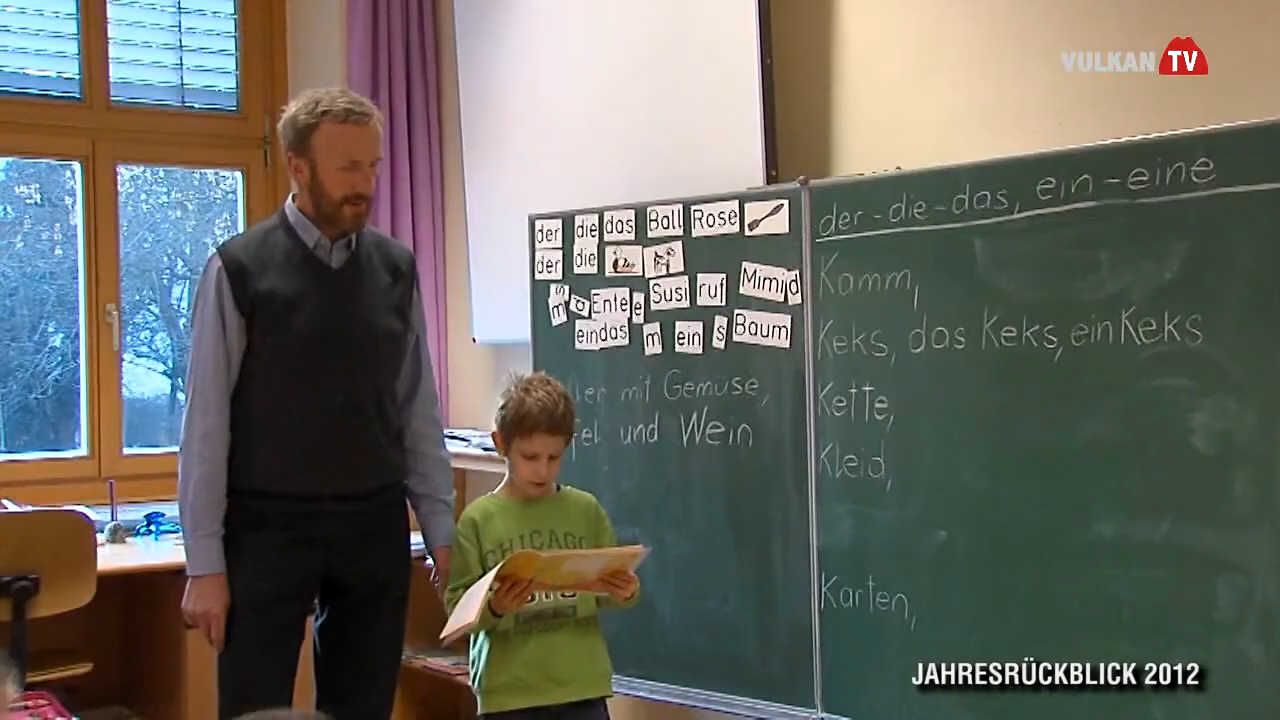 VULKAN TV
der die das Ball Rose
der die
m Ente e Susi ruf Mimi d
eindas m ein s Baum
mit Gemüse,
und Wein
der-die-das, ein-eine
Kamm,
Keks, das Keks, ein Keks
Kette,
Kleid,
Karten,
CHICAGO
JAHRESRÜCKBLICK 2012